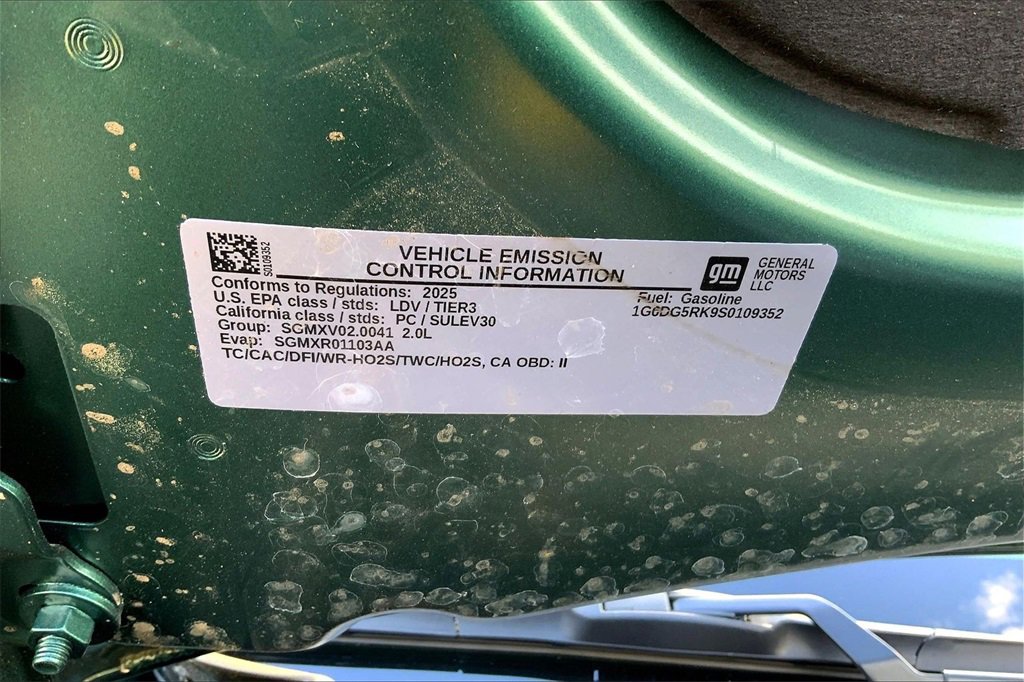 S0109352
VEHICLE EMISSION
CONTROL INFORMATION
gm
GENERAL
MOTORS
LLC
Conforms to Regulations: 2025
U.S. EPA class / stds: LDV / TIER3
California class / stds: PC / SULEV30
Group: SGMXV02.0041 2.0L
Evap: SGMXR01103AA
TC/CAC/DFI/WR-HO2S/TWC/HO2S, CA OBD: II
Fuel: Gasoline
1G6DG5RK9S0109352